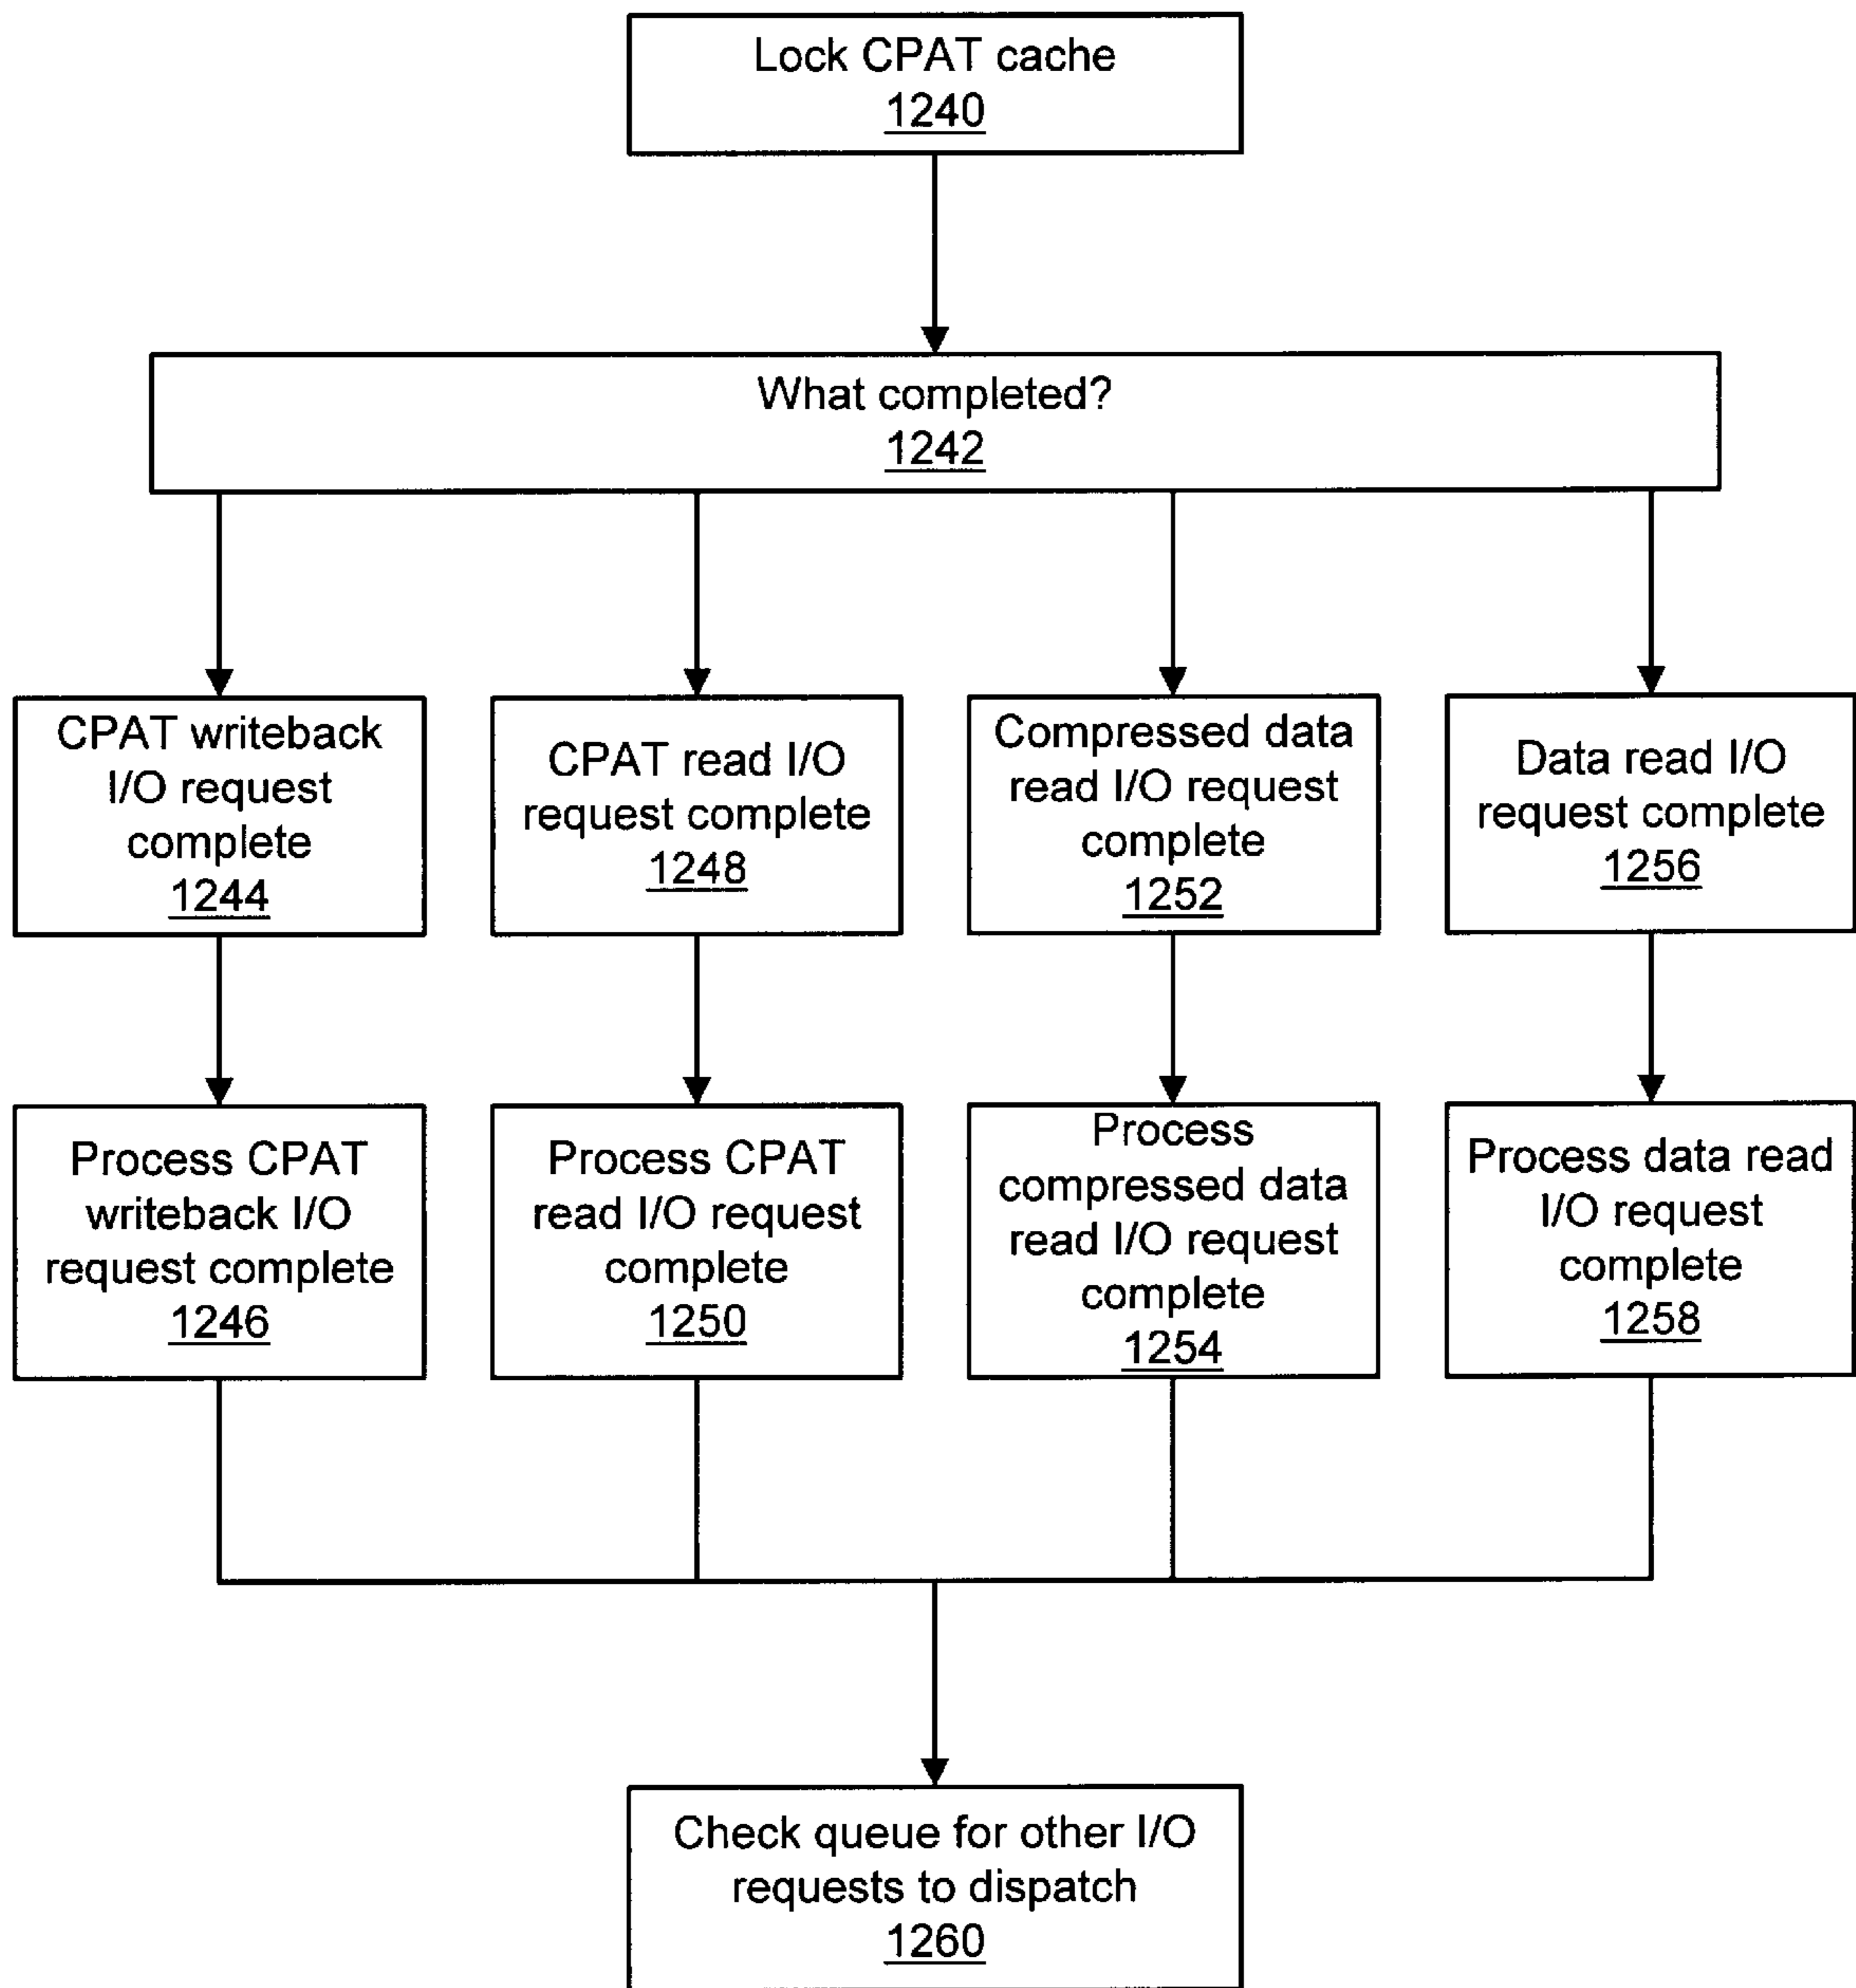 Lock CPAT cache
1240
What completed?
1242
CPAT writeback
I/O request
complete
1244
CPAT read I/O
request complete
1248
Compressed data
read I/O request
complete
1252
Data read I/O
request complete
1256
Process CPAT
writeback I/O
request complete
1246
Process CPAT
read I/O request
complete
1250
Process
compressed data
read I/O request
complete
1254
Process data read
I/O request
complete
1258
Check queue for other I/O
requests to dispatch
1260